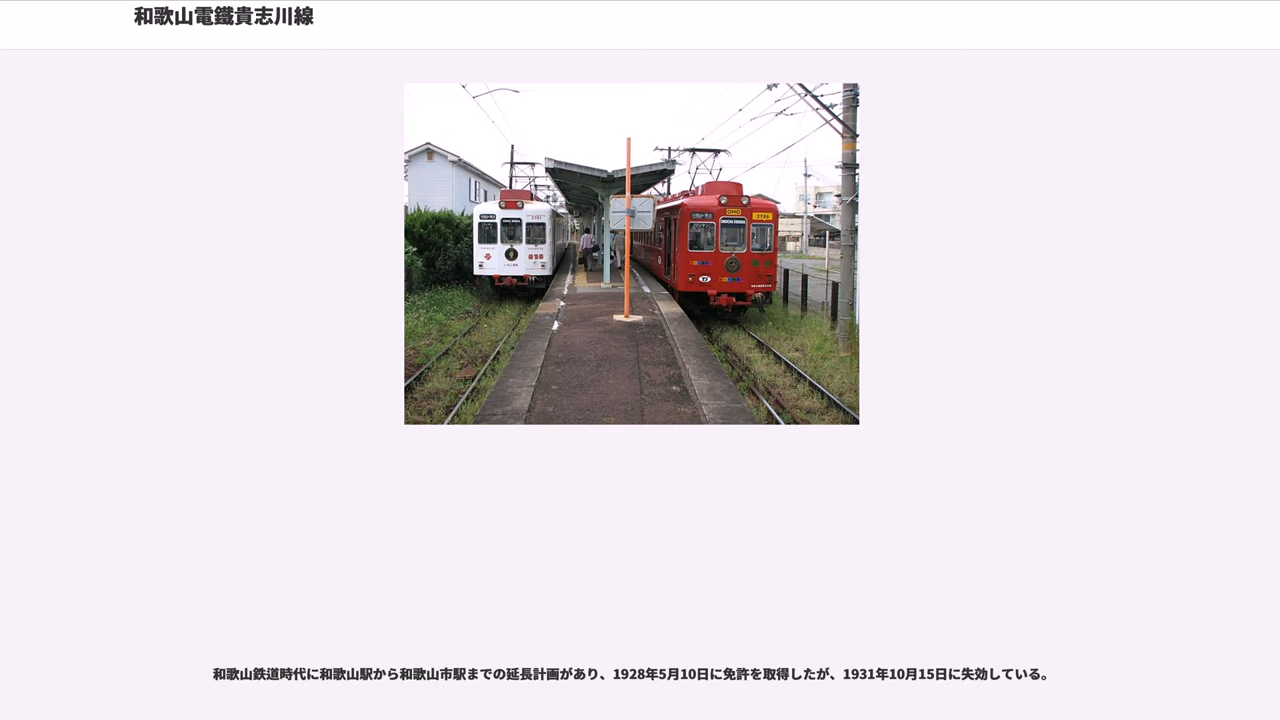 和歌山電鐵貴志川線
OMO
2706
和歌山鉄道時代に和歌山駅から和歌山市駅までの延長計画があり、1928年5月10日に免許を取得したが、1931年10月15日に失効している。